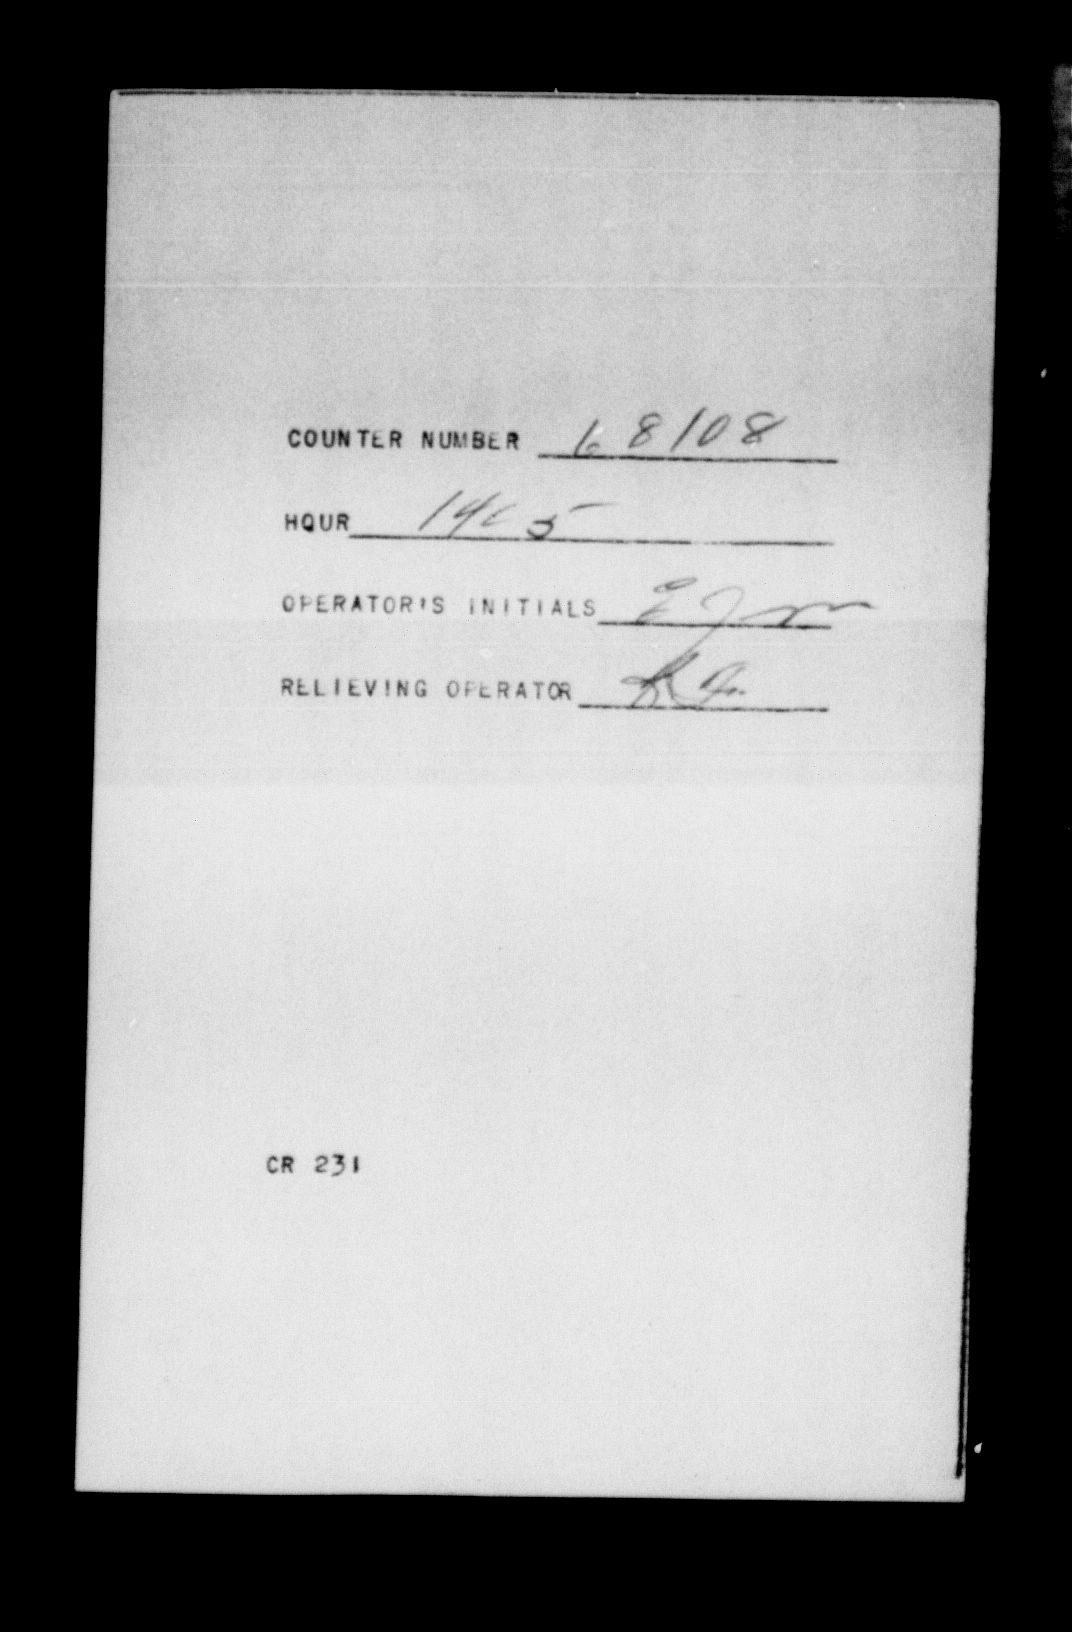 COUNTER NUMBER 68108
HOUR 1405
OPERATOR'S INITIALS
RELIEVING OPERATOR
CR 231